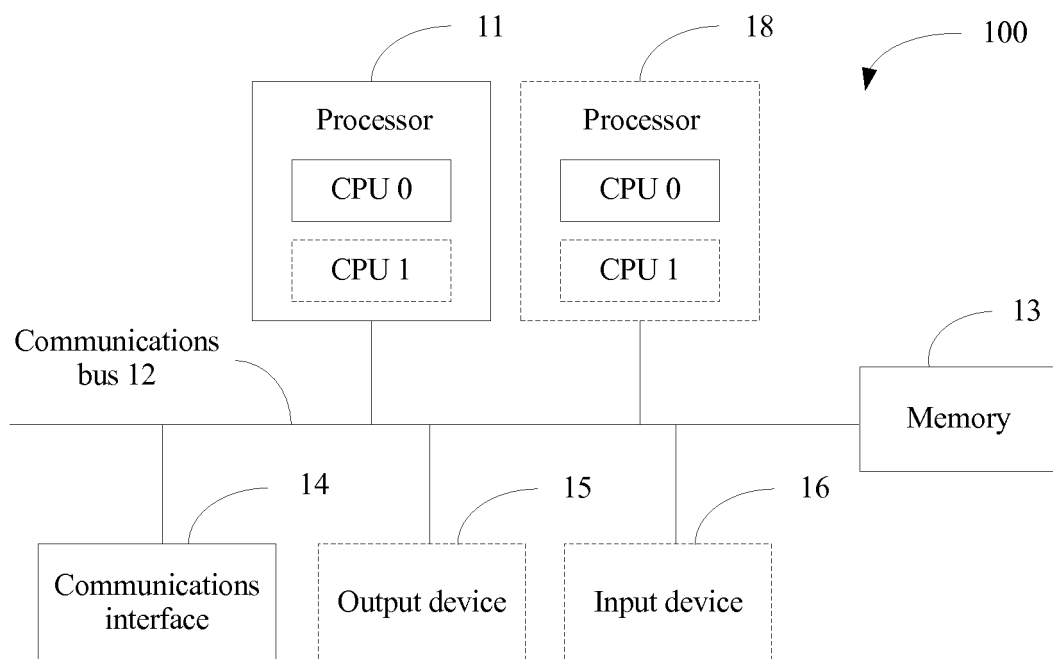 11
18
100
Processor
CPU 0
CPU 1
Processor
CPU 0
CPU 1
13
Communications
bus 12
Memory
14
15
16
Communications
interface
Output device
Input device